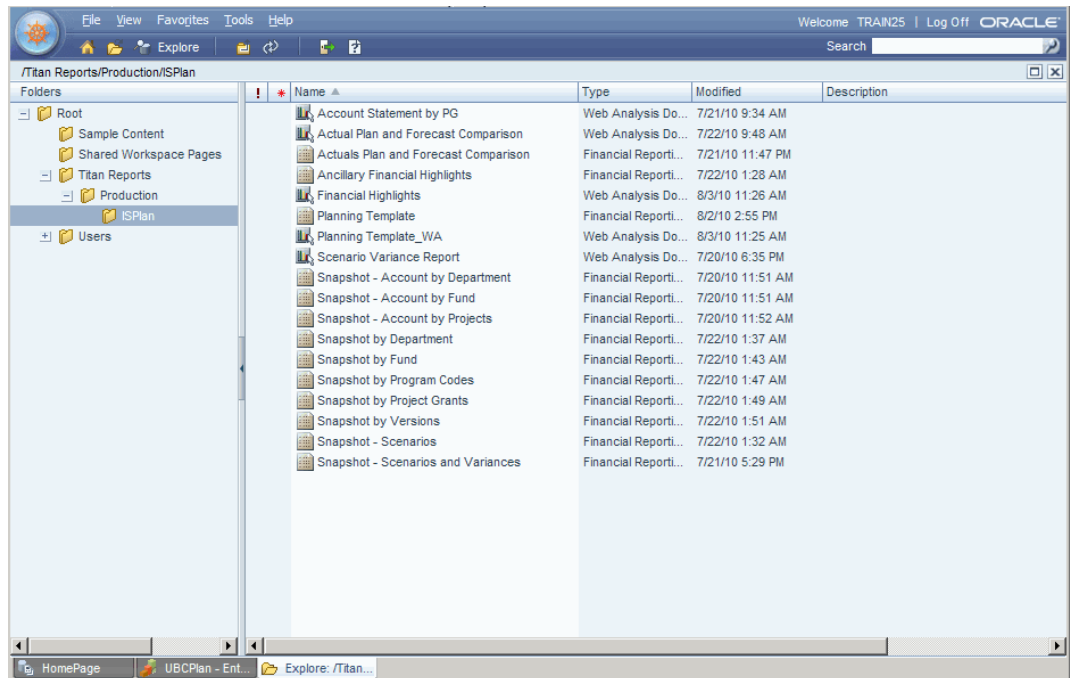 File View Favorites Tools Help
Welcome TRAIN25 | Log Off ORACLE
Explore
Search
/Titan Reports/Production/ISPlan
Folders ! * Name Type Modified Description
Root
Sample Content
Shared Workspace Pages
Titan Reports
Production
ISPlan
Users
Account Statement by PG Web Analysis Do... 7/21/10 9:34 AM
Actual Plan and Forecast Comparison Web Analysis Do... 7/22/10 9:48 AM
Actuals Plan and Forecast Comparison Financial Reporti... 7/21/10 11:47 PM
Ancillary Financial Highlights Financial Reporti... 7/22/10 1:28 AM
Financial Highlights Web Analysis Do... 8/3/10 11:26 AM
Planning Template Financial Reporti... 8/2/10 2:55 PM
Planning Template_WA Web Analysis Do... 8/3/10 11:25 AM
Scenario Variance Report Web Analysis Do... 7/20/10 6:35 PM
Snapshot - Account by Department Financial Reporti... 7/20/10 11:51 AM
Snapshot - Account by Fund Financial Reporti... 7/20/10 11:51 AM
Snapshot - Account by Projects Financial Reporti... 7/20/10 11:52 AM
Snapshot by Department Financial Reporti... 7/22/10 1:37 AM
Snapshot by Fund Financial Reporti... 7/22/10 1:43 AM
Snapshot by Program Codes Financial Reporti... 7/22/10 1:47 AM
Snapshot by Project Grants Financial Reporti... 7/22/10 1:49 AM
Snapshot by Versions Financial Reporti... 7/22/10 1:51 AM
Snapshot - Scenarios Financial Reporti... 7/22/10 1:32 AM
Snapshot - Scenarios and Variances Financial Reporti... 7/21/10 5:29 PM
HomePage UBCPlan - Ent... Explore: /Titan...